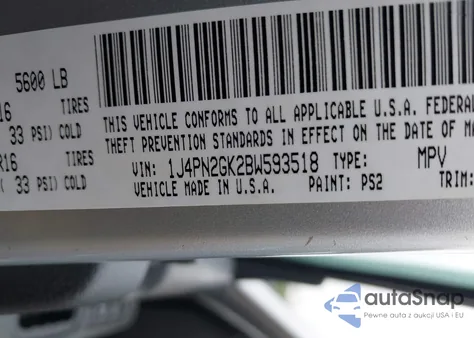 5600 LB
16 TIRES
33 PSI) COLD
R16 TIRES
( 33 PSI) COLD
THIS VEHICLE CONFORMS TO ALL APPLICABLE U.S.A. FEDERAL
THEFT PREVENTION STANDARDS IN EFFECT ON THE DATE OF MA
VIN: 1J4PN2GK2BW593518 TYPE: MPV
VEHICLE MADE IN U.S.A. PAINT: PS2 TRIM:
autaSnap
Pewne auta z aukcji USA i EU